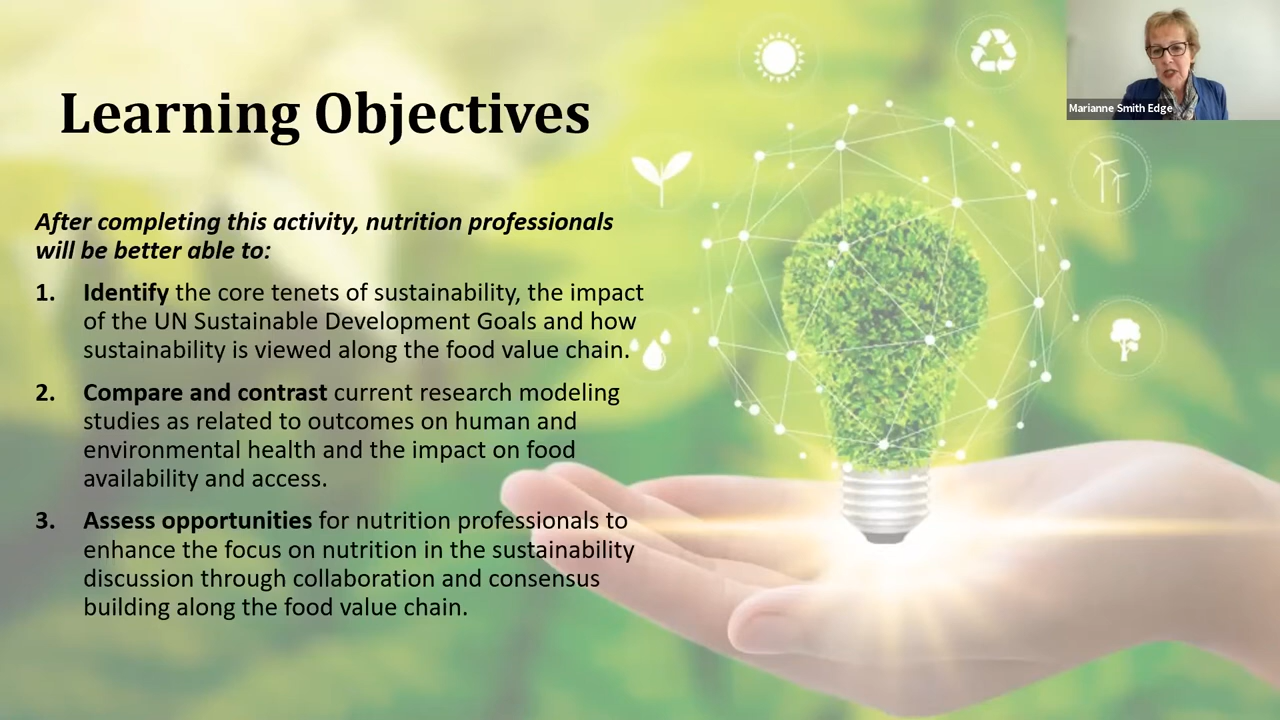 Learning Objectives
Marianne Smith Edge
After completing this activity, nutrition professionals
will be better able to:
1. Identify the core tenets of sustainability, the impact
of the UN Sustainable Development Goals and how
sustainability is viewed along the food value chain.
2. Compare and contrast current research modeling
studies as related to outcomes on human and
environmental health and the impact on food
availability and access.
3. Assess opportunities for nutrition professionals to
enhance the focus on nutrition in the sustainability
discussion through collaboration and consensus
building along the food value chain.